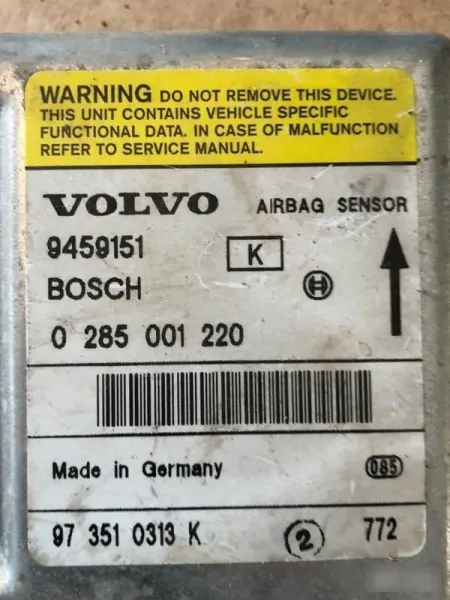 WARNING DO NOT REMOVE THIS DEVICE.
THIS UNIT CONTAINS VEHICLE SPECIFIC
FUNCTIONAL DATA. IN CASE OF MALFUNCTION
REFER TO SERVICE MANUAL.
VOLVO AIRBAG SENSOR
9459151 K
BOSCH
0 285 001 220
Made in Germany 085
97 351 0313 K 2 772